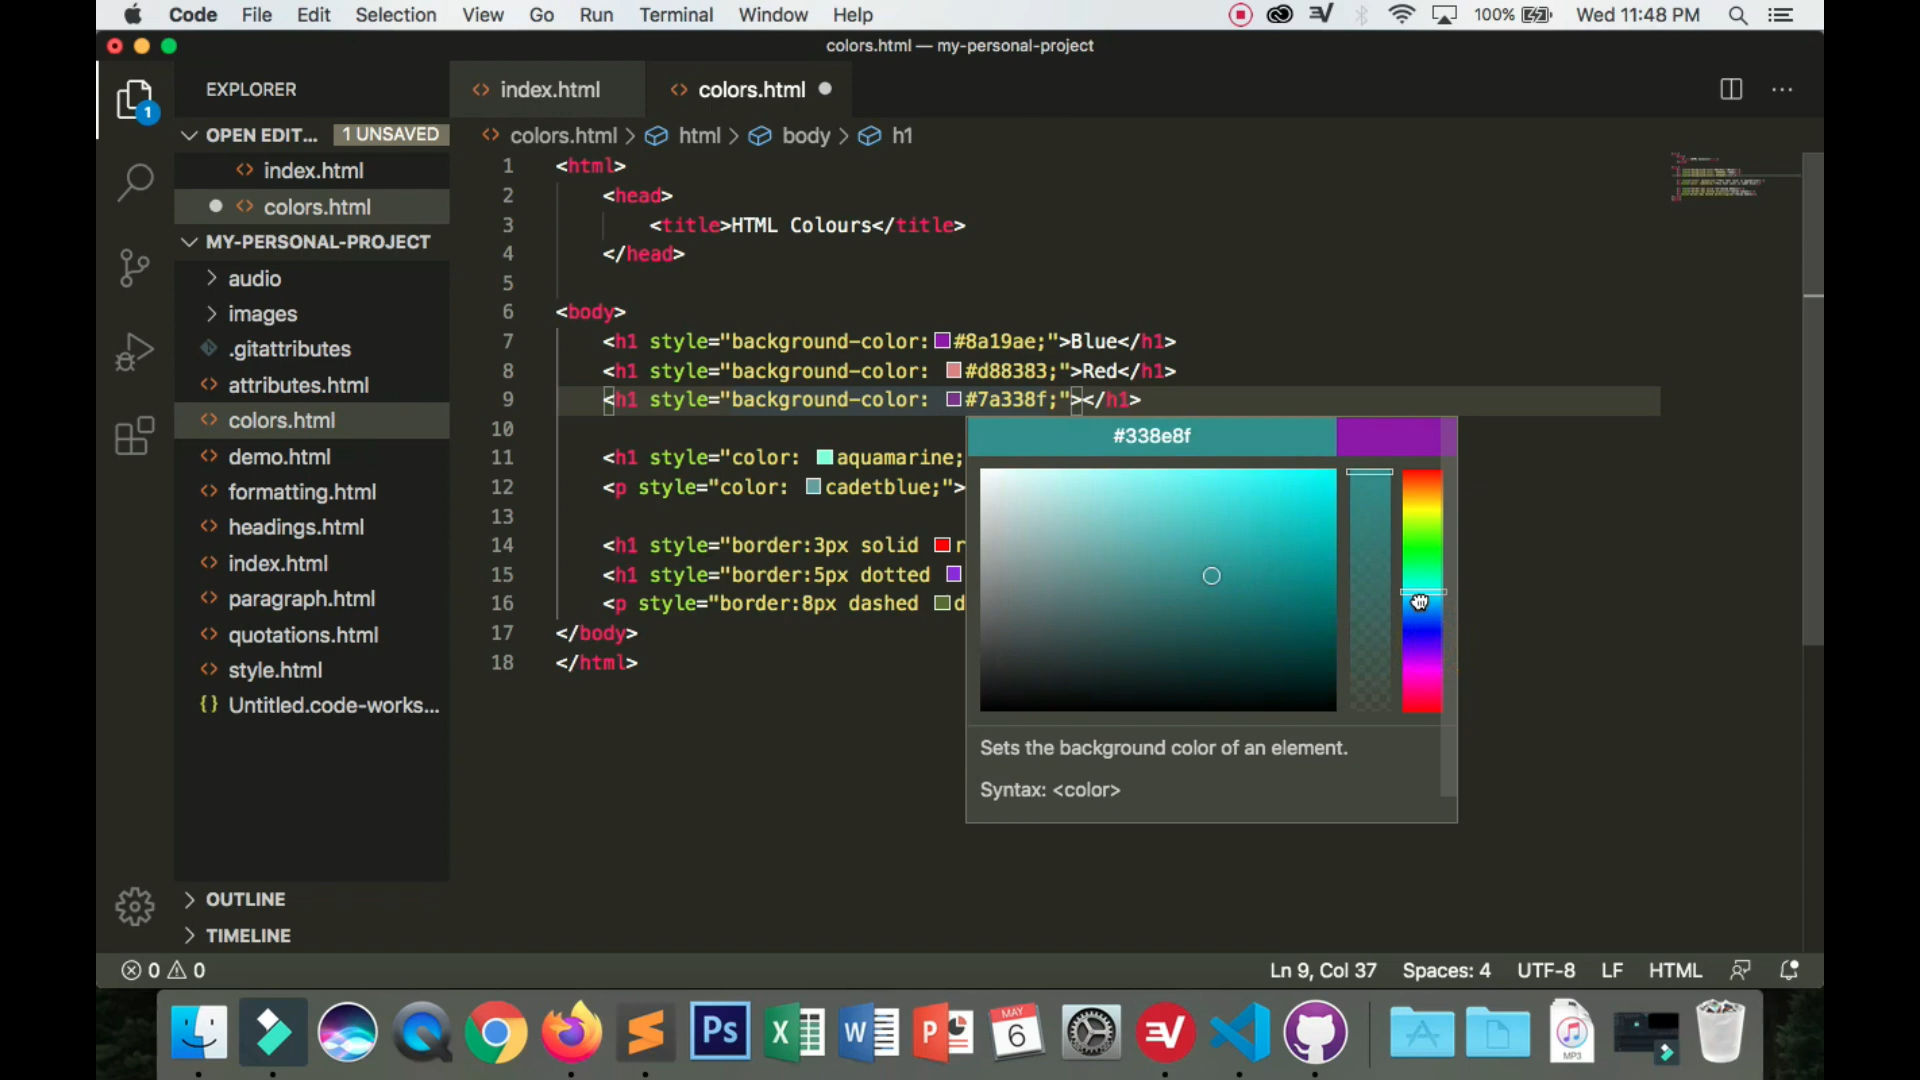 Code File Edit Selection View Go Run Terminal Window Help 100% Wed 11:48 PM
colors.html — my-personal-project
EXPLORER
index.html colors.html
1
OPEN EDIT... 1 UNSAVED
colors.html > html > body > h1
index.html
colors.html
MY-PERSONAL-PROJECT
audio
images
.gitattributes
attributes.html
colors.html
demo.html
formatting.html
headings.html
index.html
paragraph.html
quotations.html
style.html
{} Untitled.code-works...
OUTLINE
TIMELINE
1 <html>
2 <head>
3 <title>HTML Colours</title>
4 </head>
5
6 <body>
7 <h1 style="background-color:#8a19ae;">Blue</h1>
8 <h1 style="background-color: #d88383;">Red</h1>
9 <h1 style="background-color: #7a338f;"></h1>
10
11 <h1 style="color: aquamarine;
12 <p style="color: cadetblue;">
13
14 <h1 style="border:3px solid r
15 <h1 style="border:5px dotted
16 <p style="border:8px dashed d
17 </body>
18 </html>
#338e8f
Sets the background color of an element.
Syntax: <color>
0 0 Ln 9, Col 37 Spaces: 4 UTF-8 LF HTML
Ps X W P MAY 6 MP3